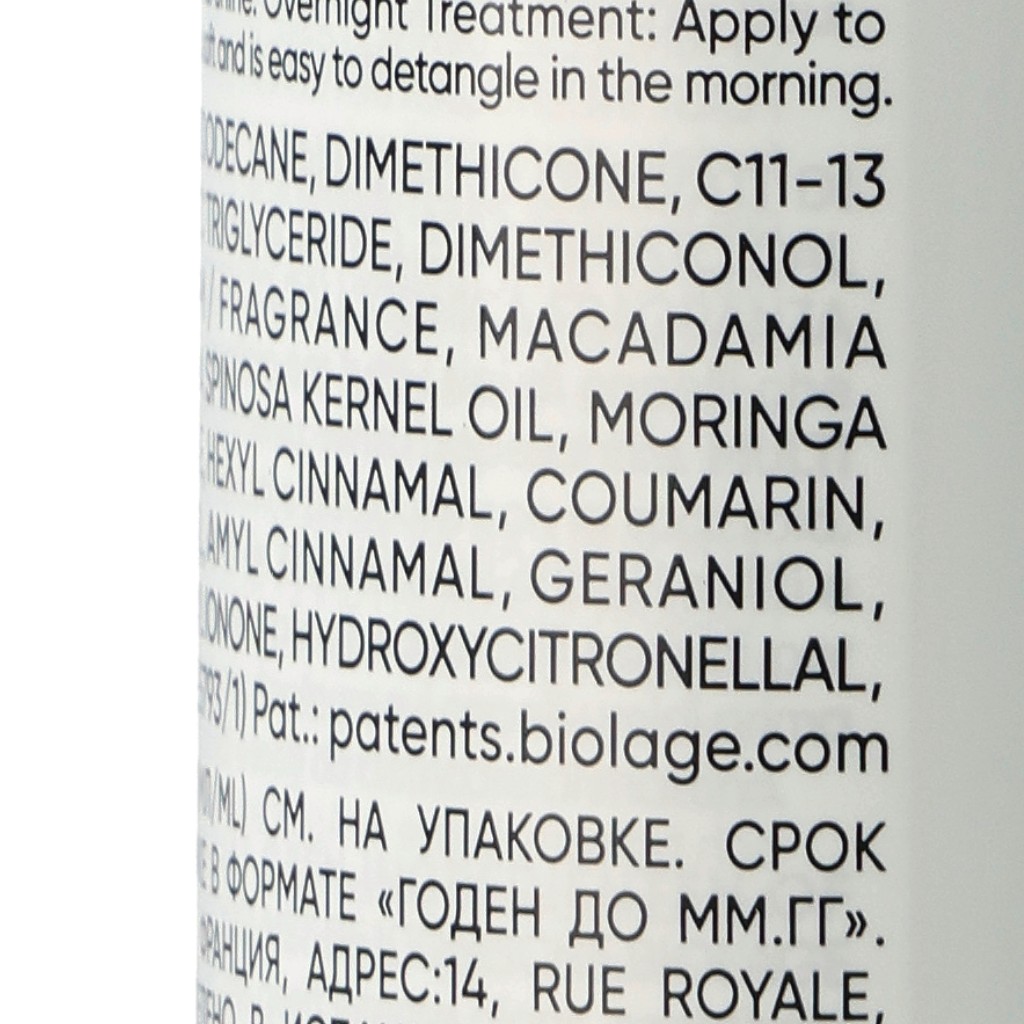 Overnight Treatment: Apply to
and is easy to detangle in the morning.
DIMETHICONE, C11-13
TRIGLYCERIDE, DIMETHICONOL,
/ FRAGRANCE, MACADAMIA
SPINOSA KERNEL OIL, MORINGA
HEXYL CINNAMAL, COUMARIN,
AMYL CINNAMAL, GERANIOL,
IONONE, HYDROXYCITRONELLAL,
Pat.: patents.biolage.com
СМ. НА УПАКОВКЕ. СРОК
В ФОРМАТЕ «ГОДЕН ДО ММ.ГГ».
ФРАНЦИЯ, АДРЕС:14, RUE ROYALE,